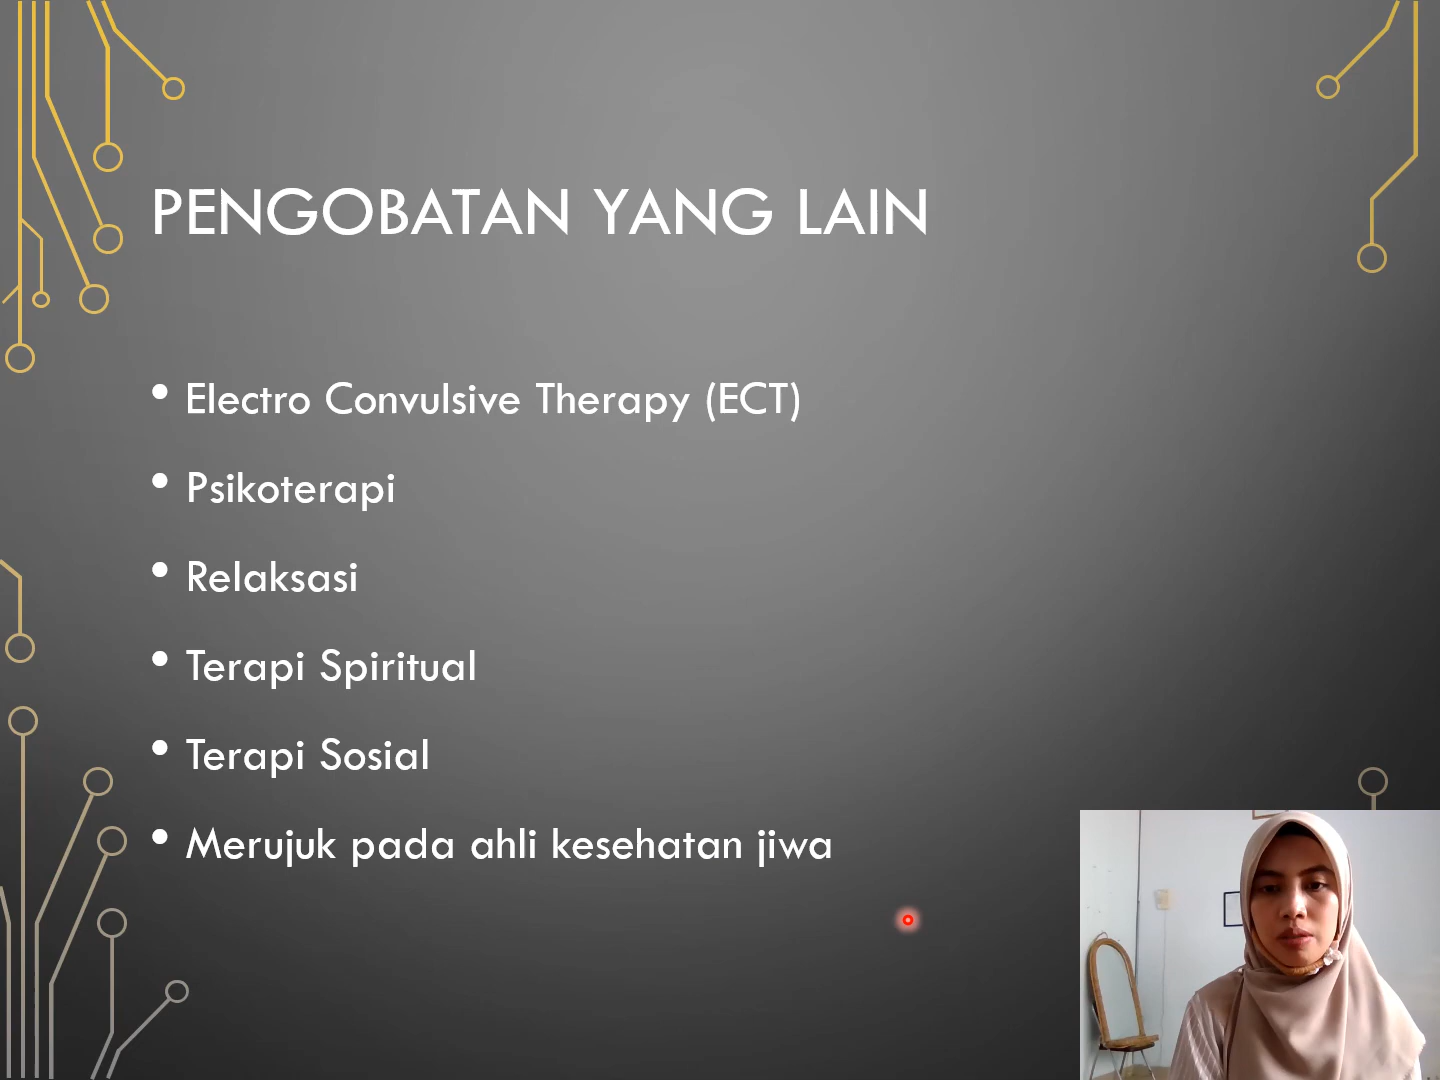 PENGOBATAN YANG LAIN
• Electro Convulsive Therapy (ECT)
• Psikoterapi
• Relaksasi
• Terapi Spiritual
• Terapi Sosial
• Merujuk pada ahli kesehatan jiwa